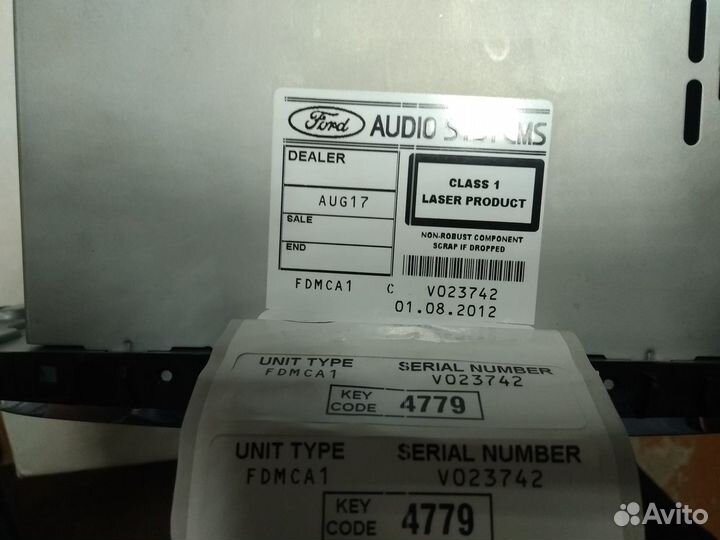 Ford AUDIO SYSTEMS
DEALER
AUG17
SALE
END
CLASS 1
LASER PRODUCT
NON-ROBUST COMPONENT
SCRAP IF DROPPED
FDMCA1 C V023742
01.08.2012
UNIT TYPE SERIAL NUMBER
FDMCA1 V023742
KEY CODE 4779
UNIT TYPE SERIAL NUMBER
FDMCA1 V023742
KEY CODE 4779
Avito